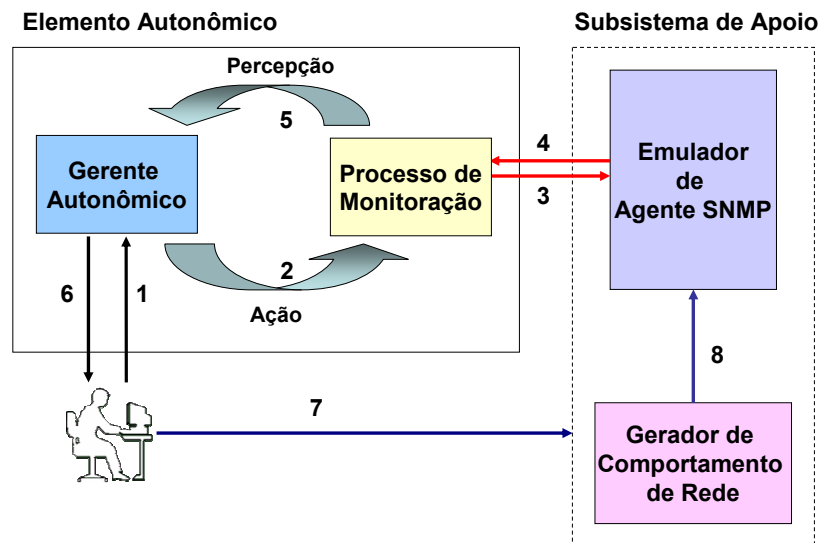 Elemento Autonômico
Subsistema de Apoio
Percepção
5
Gerente
Autonômico
Processo de
Monitoração
4
3
Emulador
de
Agente SNMP
2
Ação
6
1
8
7
Gerador de
Comportamento
de Rede